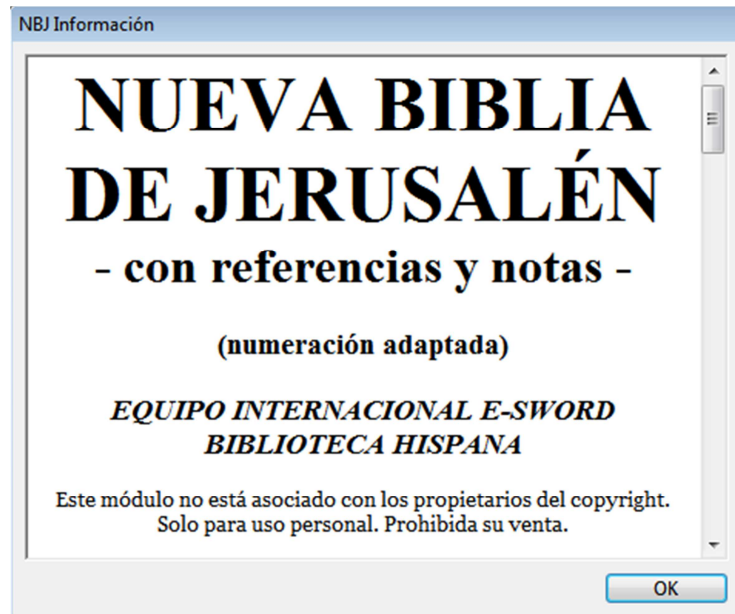 NBJ Información
NUEVA BIBLIA
DE JERUSALÉN
- con referencias y notas -
(numeración adaptada)
EQUIPO INTERNACIONAL E-SWORD
BIBLIOTECA HISPANA
Este módulo no está asociado con los propietarios del copyright.
Solo para uso personal. Prohibida su venta.
OK